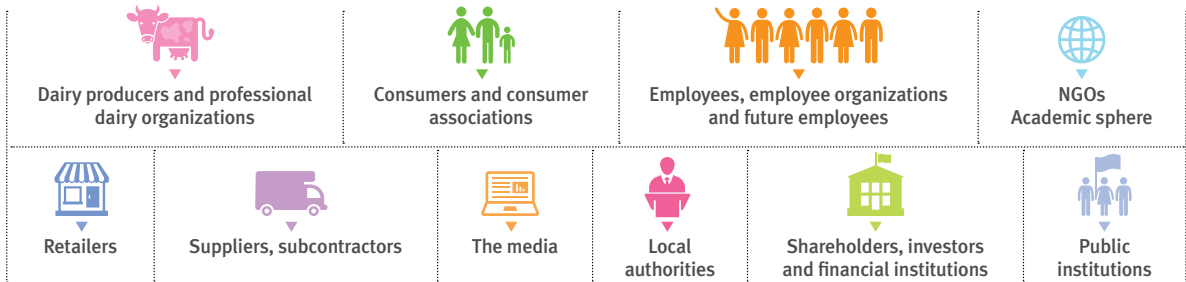 Dairy producers and professional
dairy organizations
Consumers and consumer
associations
Employees, employee organizations
and future employees
NGOs
Academic sphere
Retailers
Suppliers, subcontractors
The media
Local
authorities
Shareholders, investors
and financial institutions
Public
institutions